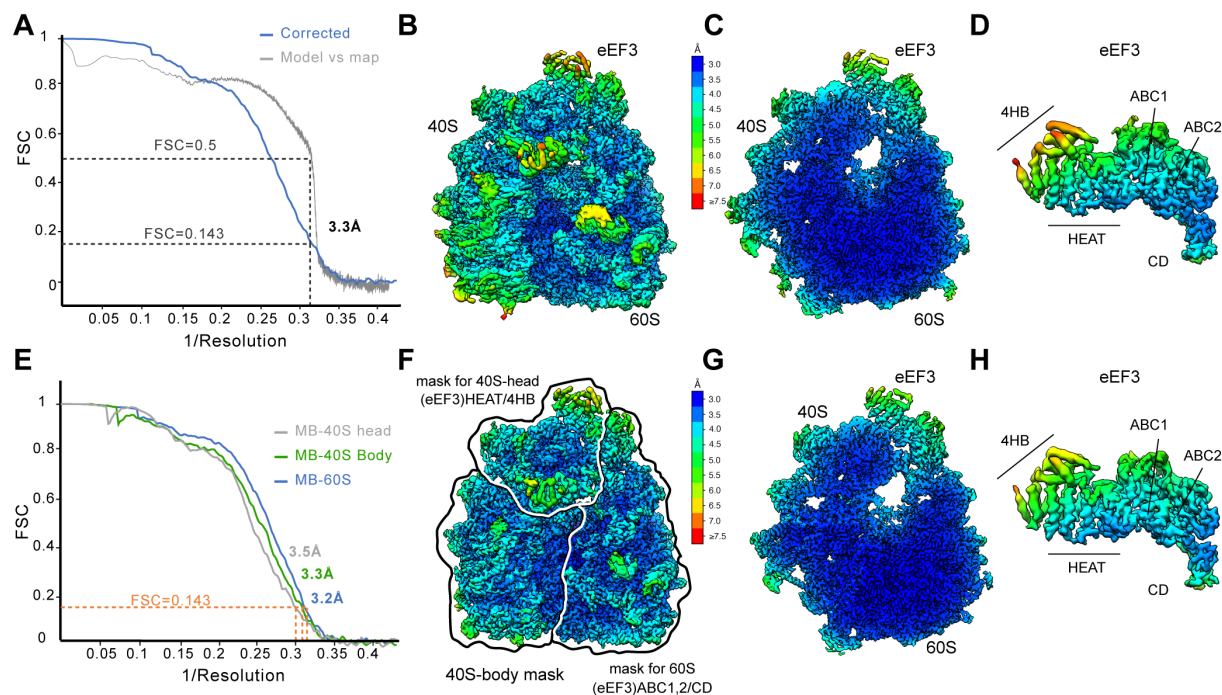 A
Corrected
Model vs map
FSC
1
0.8
0.6
0.4
0.2
0
FSC=0.5
FSC=0.143
3.3Å
0.05 0.1 0.15 0.2 0.25 0.3 0.35 0.4
1/Resolution
B
eEF3
40S
60S
Å
3.0
3.5
4.0
4.5
5.0
5.5
6.0
6.5
7.0
≥7.5
C
eEF3
40S
60S
D
eEF3
4HB
ABC1
ABC2
HEAT
CD
E
MB-40S head
MB-40S Body
MB-60S
FSC
1
0.8
0.6
0.4
0.2
0
3.5Å
3.3Å
3.2Å
FSC=0.143
0.05 0.1 0.15 0.2 0.25 0.3 0.35 0.4
1/Resolution
F
mask for 40S-head
(eEF3)HEAT/4HB
40S-body mask
mask for 60S
(eEF3)ABC1,2/CD
Å
3.0
3.5
4.0
4.5
5.0
5.5
6.0
6.5
7.0
≥7.5
G
eEF3
40S
60S
H
eEF3
4HB
ABC1
ABC2
HEAT
CD